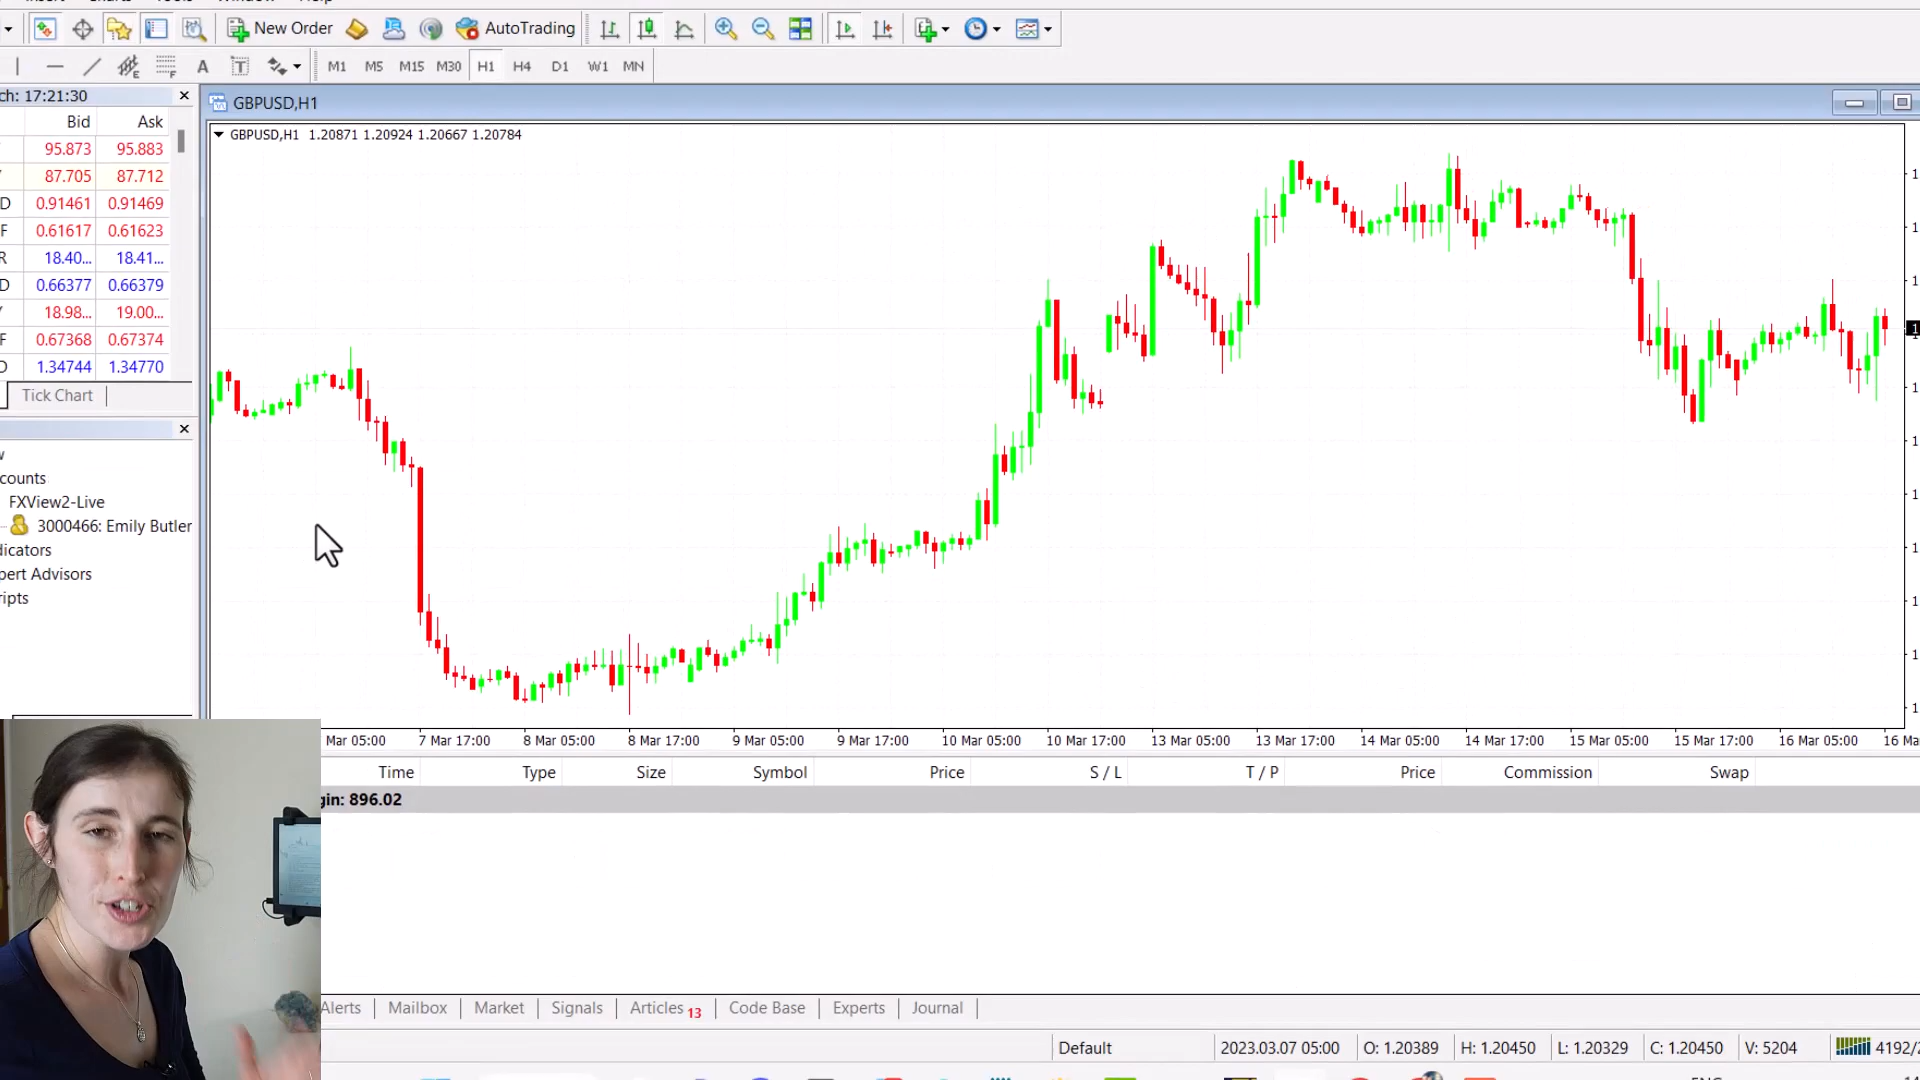 New Order AutoTrading
A T M1 M5 M15 M30 H1 H4 D1 W1 MN
ch: 17:21:30
Bid Ask
95.873 95.883
87.705 87.712
D 0.91461 0.91469
F 0.61617 0.61623
R 18.40... 18.41...
D 0.66377 0.66379
Y 18.98... 19.00...
F 0.67368 0.67374
D 1.34744 1.34770
Tick Chart
counts
FXView2-Live
3000466: Emily Butler
dicators
pert Advisors
ripts
GBPUSD,H1
GBPUSD,H1 1.20871 1.20924 1.20667 1.20784
Mar 05:00 7 Mar 17:00 8 Mar 05:00 8 Mar 17:00 9 Mar 05:00 9 Mar 17:00 10 Mar 05:00 10 Mar 17:00 13 Mar 05:00 13 Mar 17:00 14 Mar 05:00 14 Mar 17:00 15 Mar 05:00 15 Mar 17:00 16 Mar 05:00 16 Mar
Time Type Size Symbol Price S / L T / P Price Commission Swap
gin: 896.02
Alerts Mailbox Market Signals Articles 13 Code Base Experts Journal
Default 2023.03.07 05:00 O: 1.20389 H: 1.20450 L: 1.20329 C: 1.20450 V: 5204 4192/